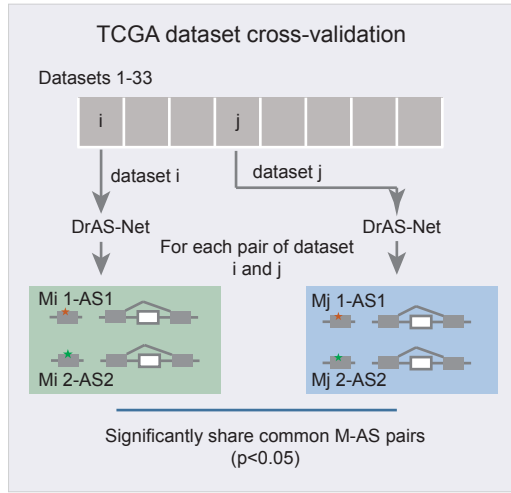 TCGA dataset cross-validation
Datasets 1-33
i j
dataset i dataset j
DrAS-Net DrAS-Net
For each pair of dataset
i and j
Mi 1-AS1 Mj 1-AS1
Mi 2-AS2 Mj 2-AS2
Significantly share common M-AS pairs
(p<0.05)